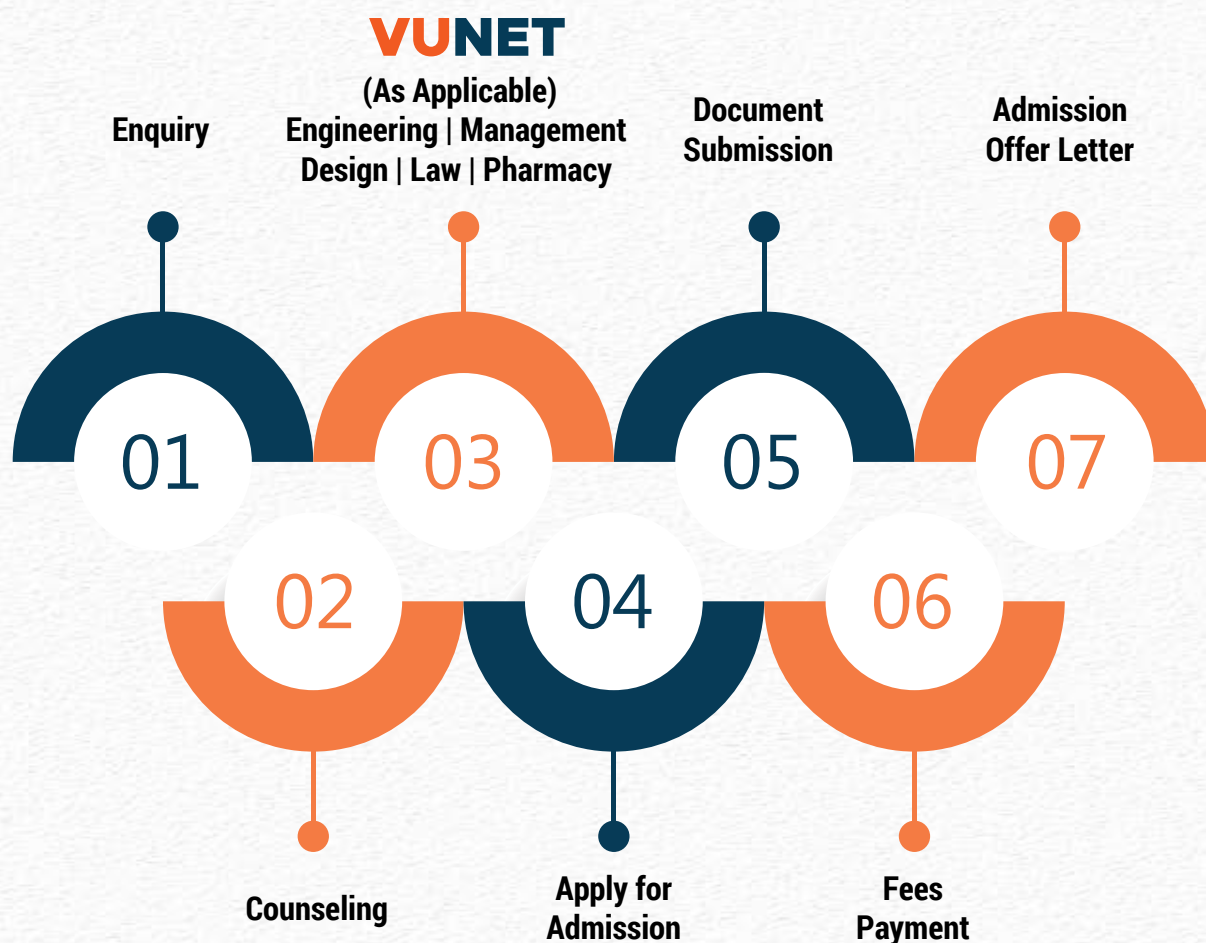 VUNET
(As Applicable)
Engineering | Management
Design | Law | Pharmacy
Enquiry
Document
Submission
Admission
Offer Letter
01
03
05
07
02
04
06
Counseling
Apply for
Admission
Fees
Payment